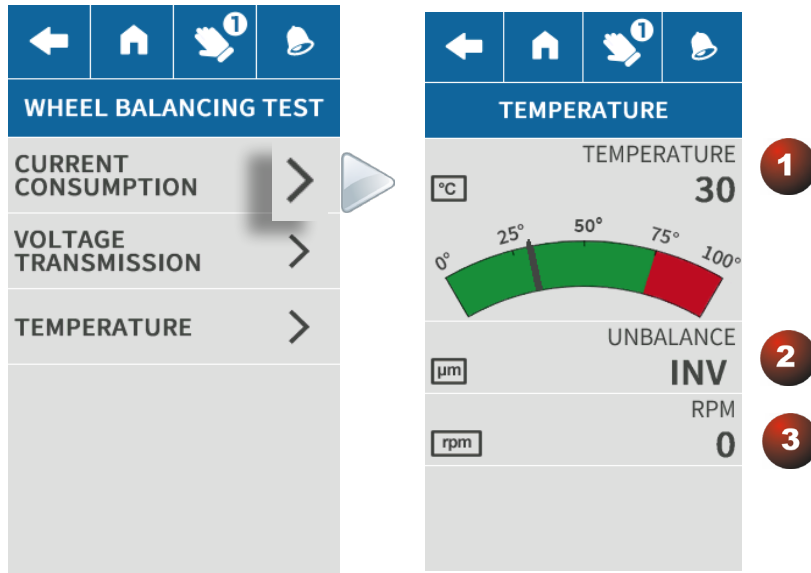 1
WHEEL BALANCING TEST
CURRENT
CONSUMPTION
VOLTAGE
TRANSMISSION
TEMPERATURE
1
TEMPERATURE
TEMPERATURE
°C
30
0° 25° 50° 75° 100°
UNBALANCE
µm
INV
RPM
rpm
0
1
2
3